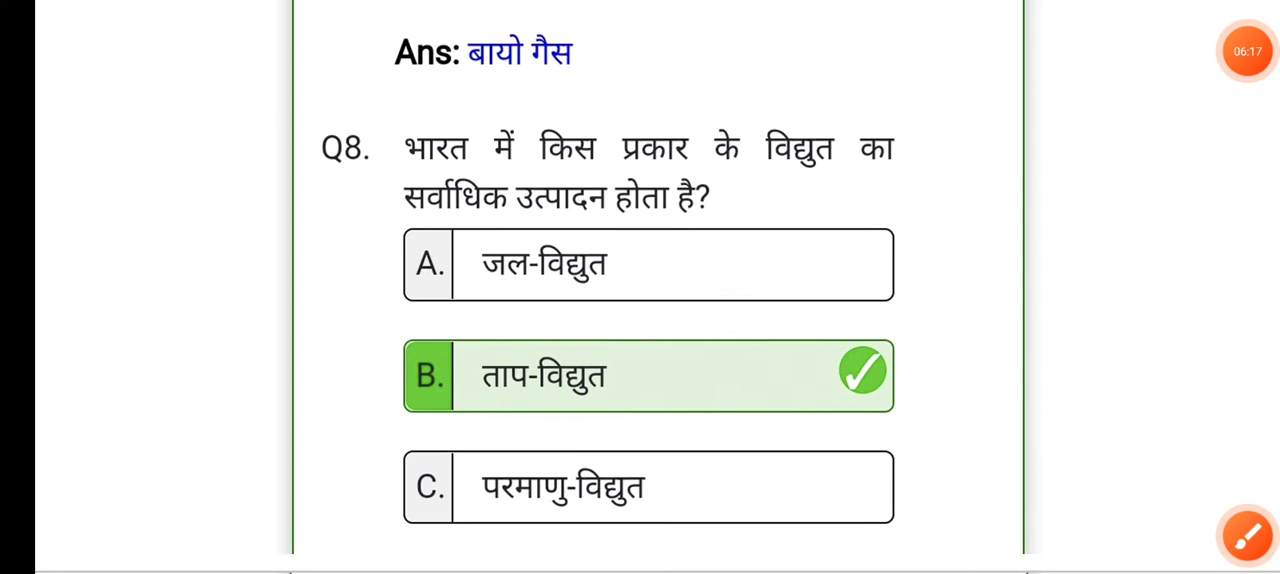 Ans: बायो गैस
06:17
Q8. भारत में किस प्रकार के विद्युत का
सर्वाधिक उत्पादन होता है?
A. जल-विद्युत
B. ताप-विद्युत
C. परमाणु-विद्युत